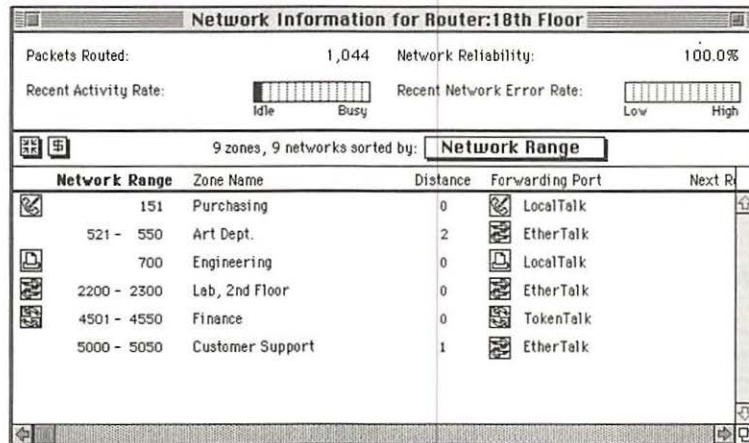 Network Information for Router:18th Floor
Packets Routed: 1,044 Network Reliability: 100.0%
Recent Activity Rate: Recent Network Error Rate:
Idle Busy Low High
$ 9 zones, 9 networks sorted by: Network Range
Network Range Zone Name Distance Forwarding Port Next R
151 Purchasing 0 LocalTalk
521 - 550 Art Dept. 2 EtherTalk
700 Engineering 0 LocalTalk
2200 - 2300 Lab, 2nd Floor 0 EtherTalk
4501 - 4550 Finance 0 TokenTalk
5000 - 5050 Customer Support 1 EtherTalk